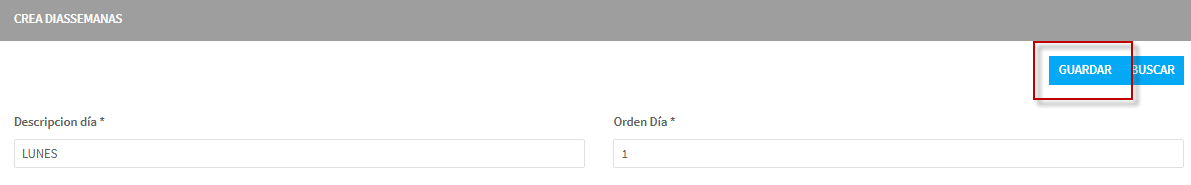 CREA DIASSEMANAS
GUARDAR BUSCAR
Descripcion día * Orden Día *
LUNES 1